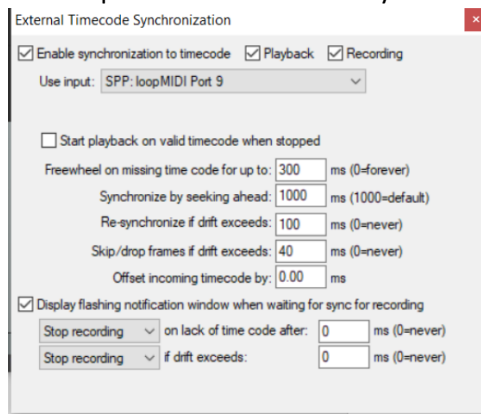 External Timecode Synchronization
Enable synchronization to timecode Playback Recording
Use input: SPP: loopMIDI Port 9
Start playback on valid timecode when stopped
Freewheel on missing time code for up to: 300 ms (0=forever)
Synchronize by seeking ahead: 1000 ms (1000=default)
Re-synchronize if drift exceeds: 100 ms (0=never)
Skip/drop frames if drift exceeds: 40 ms (0=never)
Offset incoming timecode by: 0.00 ms
Display flashing notification window when waiting for sync for recording
Stop recording on lack of time code after: 0 ms (0=never)
Stop recording if drift exceeds: 0 ms (0=never)